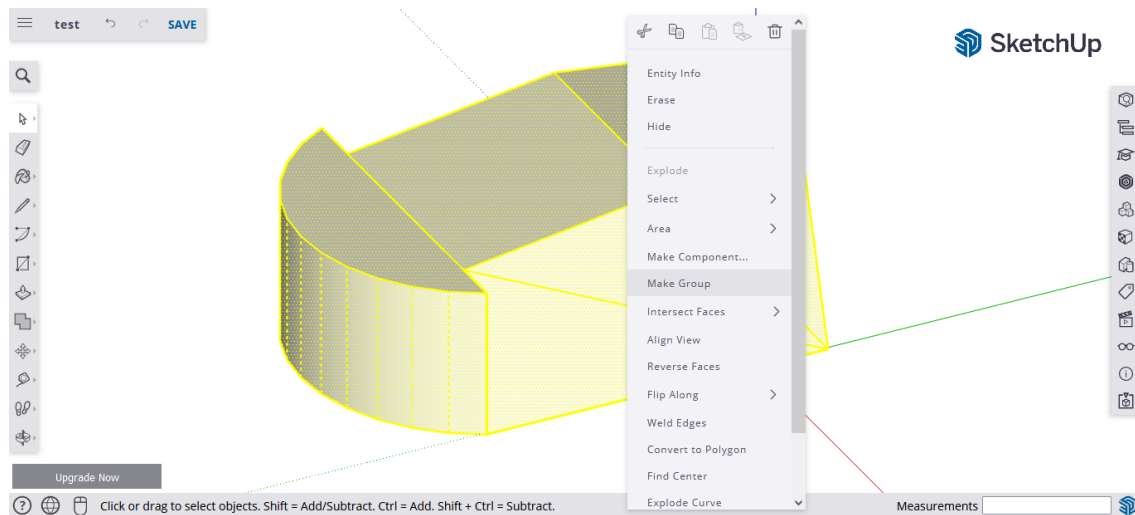 test
SAVE
SketchUp
Entity Info
Erase
Hide
Explode
Select
Area
Make Component...
Make Group
Intersect Faces
Align View
Reverse Faces
Flip Along
Weld Edges
Convert to Polygon
Find Center
Explode Curve
Upgrade Now
Click or drag to select objects. Shift = Add/Subtract. Ctrl = Add. Shift + Ctrl = Subtract.
Measurements